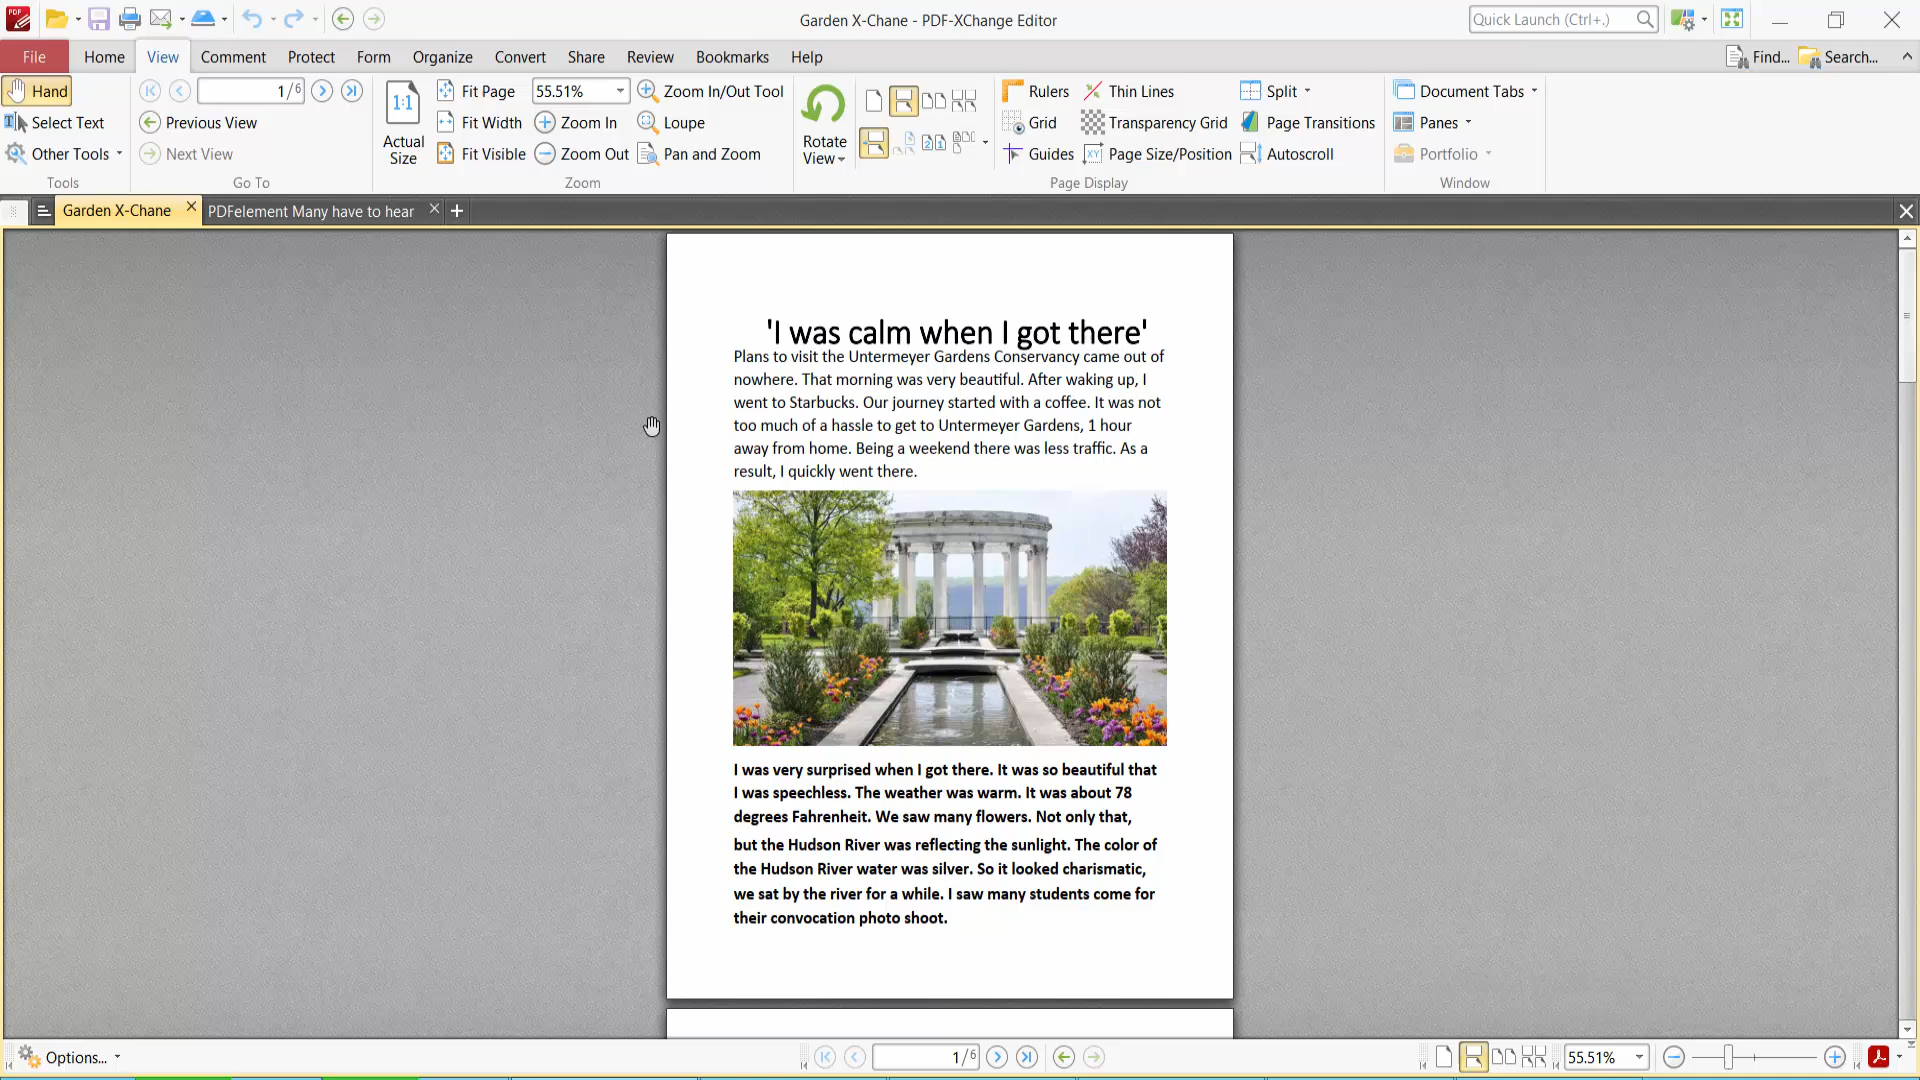 Garden X-Chane - PDF-XChange Editor
Quick Launch (Ctrl+.)
File
Home
View
Comment
Protect
Form
Organize
Convert
Share
Review
Bookmarks
Help
Find...
Search...
Hand
Select Text
Other Tools
Tools
1/6
Previous View
Next View
Go To
1:1
Actual
Size
Fit Page
Fit Width
Fit Visible
55.51%
Zoom In
Zoom Out
Zoom In/Out Tool
Loupe
Pan and Zoom
Zoom
Rotate
View
Rulers
Grid
Guides
Thin Lines
Transparency Grid
Page Size/Position
Split
Page Transitions
Autoscroll
Page Display
Document Tabs
Panes
Portfolio
Window
Garden X-Chane
PDFelement Many have to hear
'I was calm when I got there'
Plans to visit the Untermeyer Gardens Conservancy came out of
nowhere. That morning was very beautiful. After waking up, I
went to Starbucks. Our journey started with a coffee. It was not
too much of a hassle to get to Untermeyer Gardens, 1 hour
away from home. Being a weekend there was less traffic. As a
result, I quickly went there.
I was very surprised when I got there. It was so beautiful that
I was speechless. The weather was warm. It was about 78
degrees Fahrenheit. We saw many flowers. Not only that,
but the Hudson River was reflecting the sunlight. The color of
the Hudson River water was silver. So it looked charismatic,
we sat by the river for a while. I saw many students come for
their convocation photo shoot.
Options...
1/6
55.51%